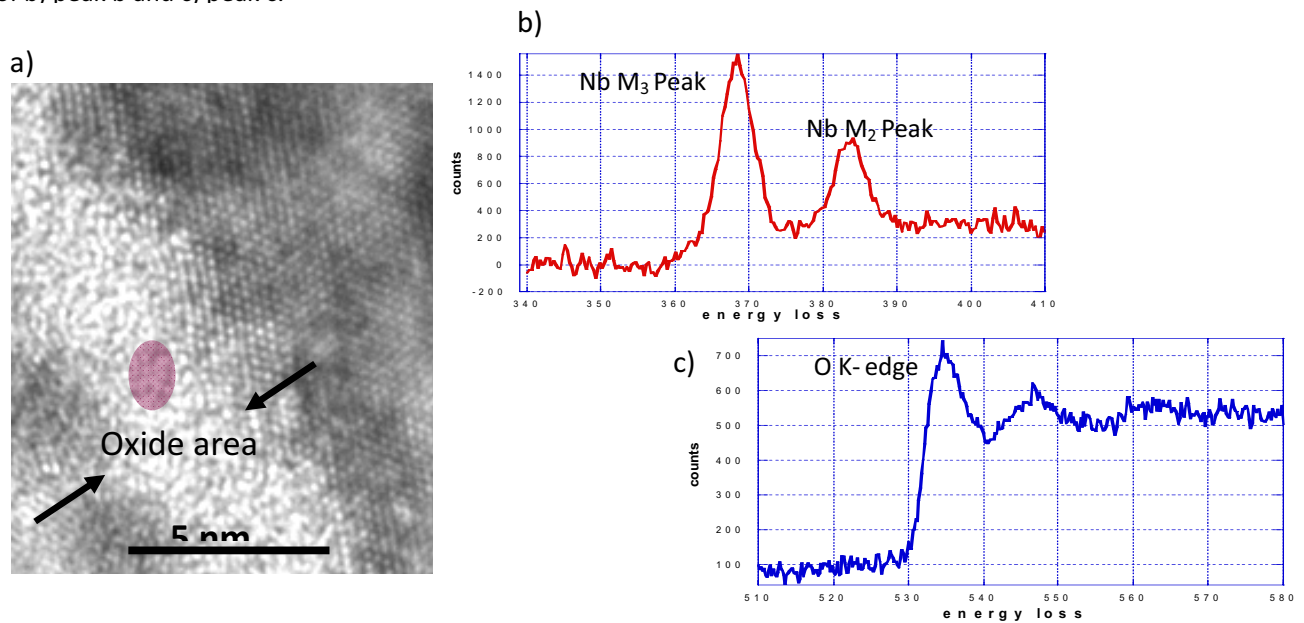 b)
a)
Nb M₃ Peak
Nb M₂ Peak
1400
1200
1000
800
600
400
200
0
-200
counts
340 350 360 370 380 390 400 410
energy loss
c)
O K- edge
700
600
500
400
300
200
100
counts
510 520 530 540 550 560 570 580
energy loss
Oxide area
5 nm